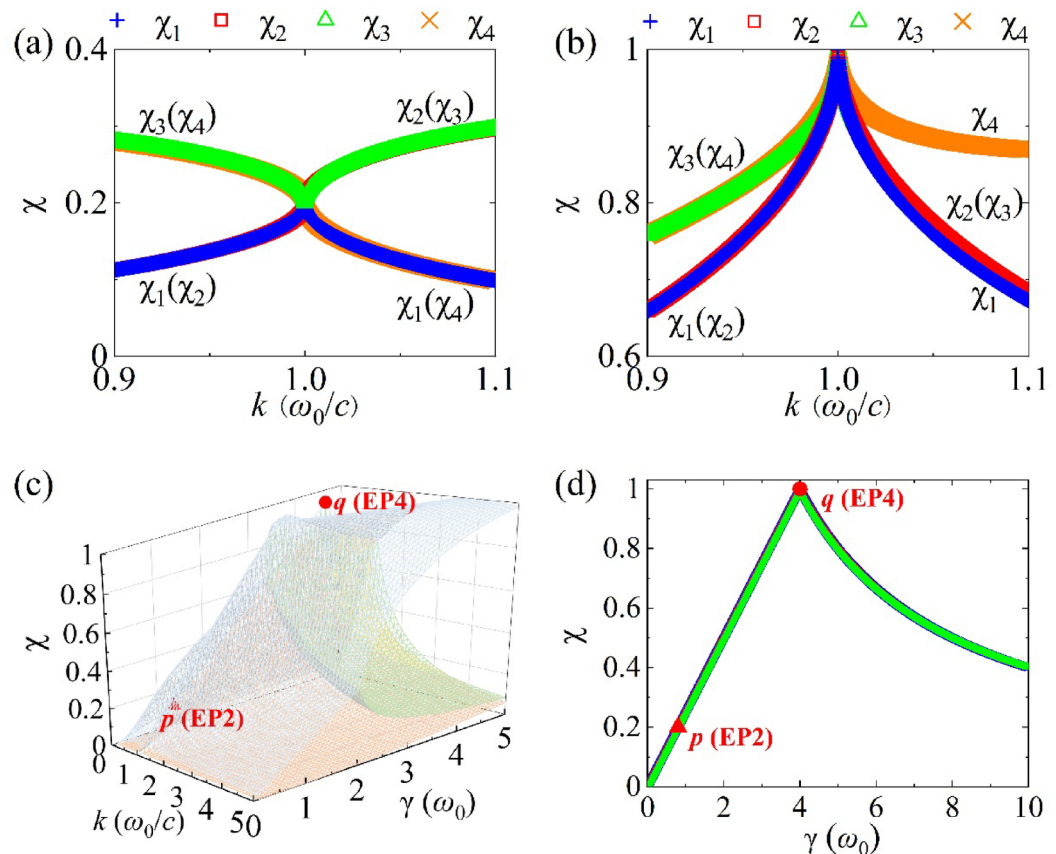 (a) + χ1 □ χ2 △ χ3 × χ4
0.4
χ3(χ4) χ2(χ3)
χ 0.2
χ1(χ2) χ1(χ4)
0
0.9 1.0 1.1
k (ω0/c)
(b) + χ1 □ χ2 △ χ3 × χ4
1
χ4
χ3(χ4)
χ 0.8
χ2(χ3)
χ1(χ2) χ1
0.6
0.9 1.0 1.1
k (ω0/c)
(c)
q (EP4)
1
0.8
χ 0.6
0.4
0.2
p (EP2)
0
0 1 2 3 4 50 1 2 3 4 5
k (ω0/c) γ (ω0)
(d)
1
q (EP4)
0.8
χ 0.6
0.4
0.2
p (EP2)
0
0 2 4 6 8 10
γ (ω0)